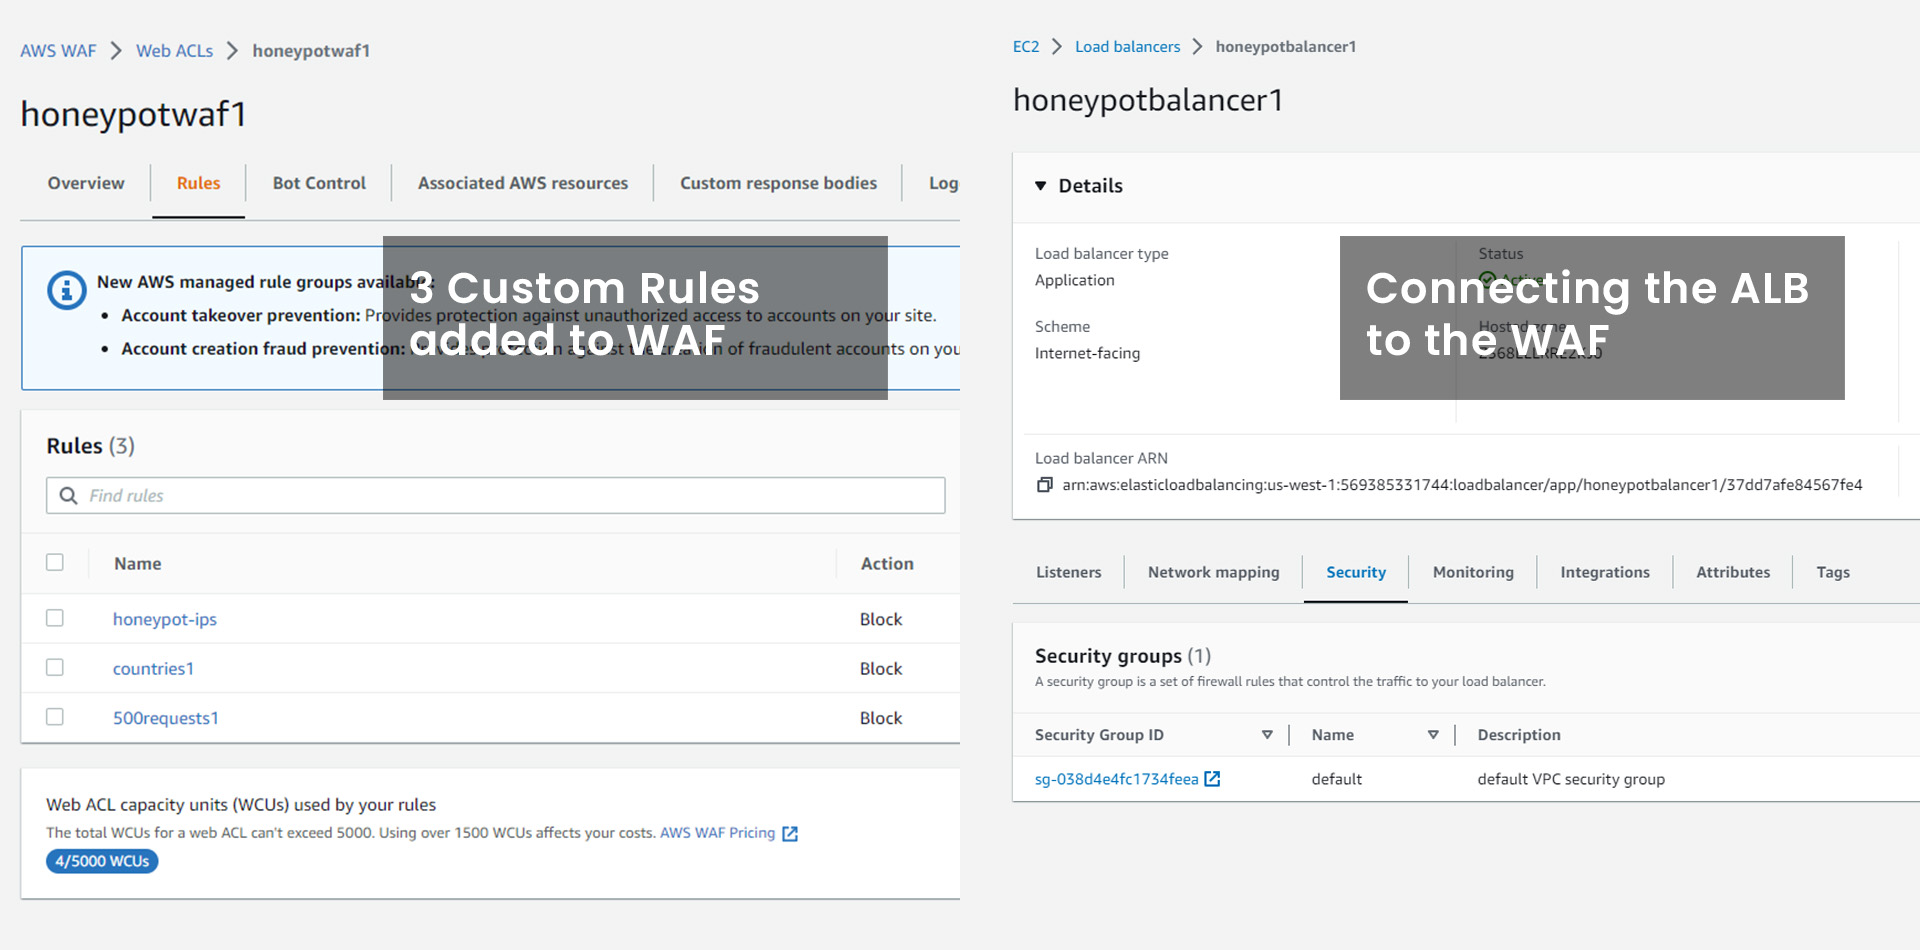 AWS WAF > Web ACLs > honeypotwaf1
honeypotwaf1
Overview
Rules
Bot Control
Associated AWS resources
Custom response bodies
Log
New AWS managed rule groups available:
• Account takeover prevention: Provides protection against unauthorized access to accounts on your site.
• Account creation fraud prevention: Provides protection against the creation of fraudulent accounts on you
3 Custom Rules
added to WAF
Rules (3)
Find rules
Name
Action
honeypot-ips
Block
countries1
Block
500requests1
Block
Web ACL capacity units (WCUs) used by your rules
The total WCUs for a web ACL can't exceed 5000. Using over 1500 WCUs affects your costs. AWS WAF Pricing
4/5000 WCUs
EC2 > Load balancers > honeypotbalancer1
honeypotbalancer1
Details
Load balancer type
Application
Status
Active
Connecting the ALB
to the WAF
Scheme
Internet-facing
Hosted zone
Load balancer ARN
arn:aws:elasticloadbalancing:us-west-1:569385331744:loadbalancer/app/honeypotbalancer1/37dd7afe84567fe4
Listeners
Network mapping
Security
Monitoring
Integrations
Attributes
Tags
Security groups (1)
A security group is a set of firewall rules that control the traffic to your load balancer.
Security Group ID
Name
Description
sg-038d4e4fc1734feea
default
default VPC security group